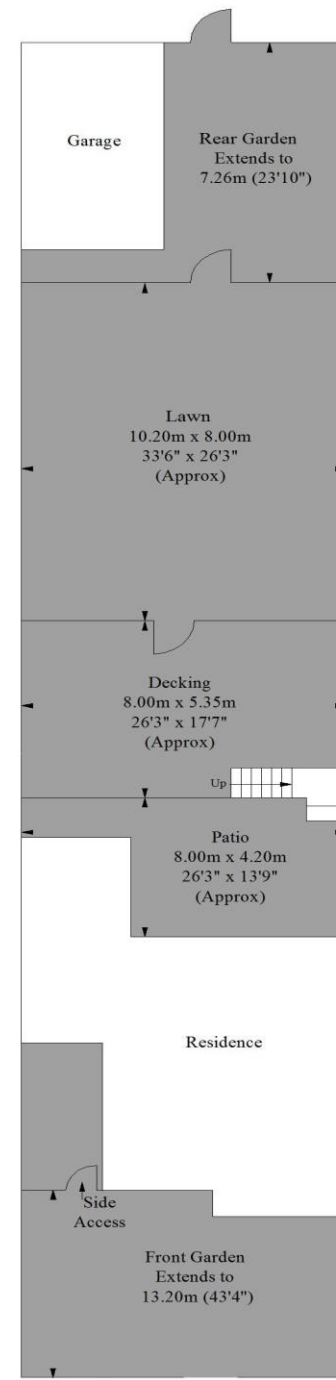 Garage
Rear Garden
Extends to
7.26m (23'10")
Lawn
10.20m x 8.00m
33'6" x 26'3"
(Approx)
Decking
8.00m x 5.35m
26'3" x 17'7"
(Approx)
Up
Patio
8.00m x 4.20m
26'3" x 13'9"
(Approx)
Residence
Side
Access
Front Garden
Extends to
13.20m (43'4")